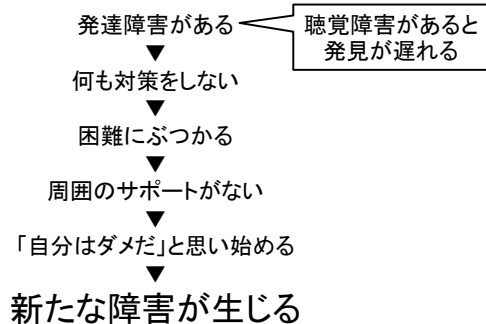 発達障害がある
聴覚障害があると
発見が遅れる
▼
何も対策をしない
▼
困難にぶつかる
▼
周囲のサポートがない
▼
「自分はダメだ」と思い始める
▼
新たな障害が生じる